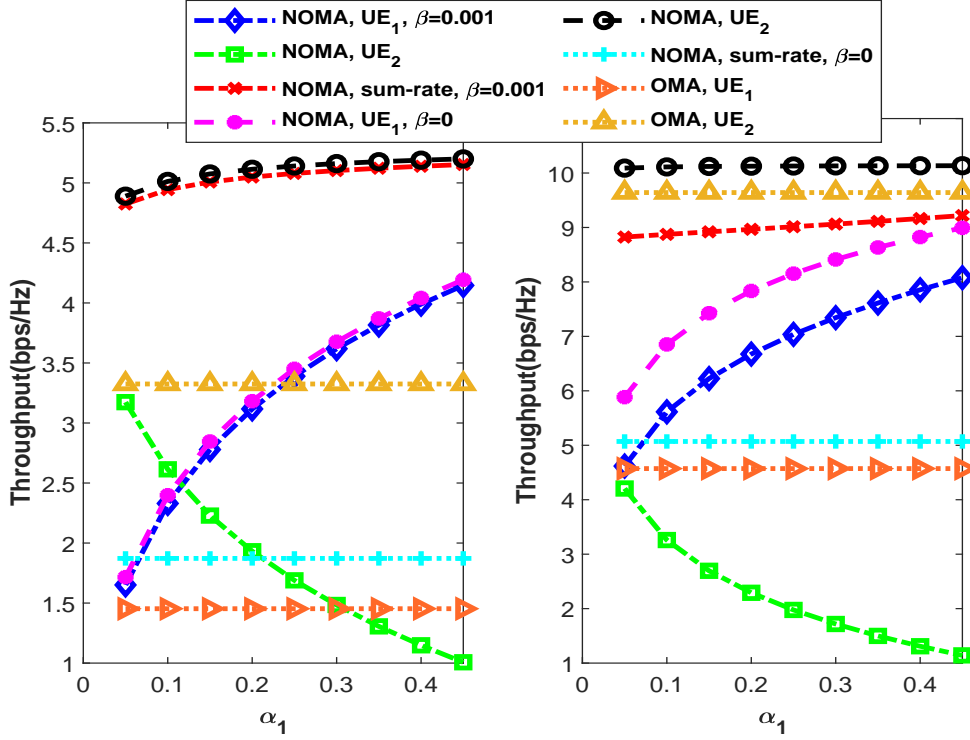 NOMA, UE₁, β=0.001
NOMA, UE₂
NOMA, sum-rate, β=0.001
NOMA, UE₁, β=0
NOMA, UE₂
NOMA, sum-rate, β=0
OMA, UE₁
OMA, UE₂
Throughput(bps/Hz)
5.5
5
4.5
4
3.5
3
2.5
2
1.5
1
0 0.1 0.2 0.3 0.4
α₁
Throughput(bps/Hz)
10
9
8
7
6
5
4
3
2
1
0 0.1 0.2 0.3 0.4
α₁